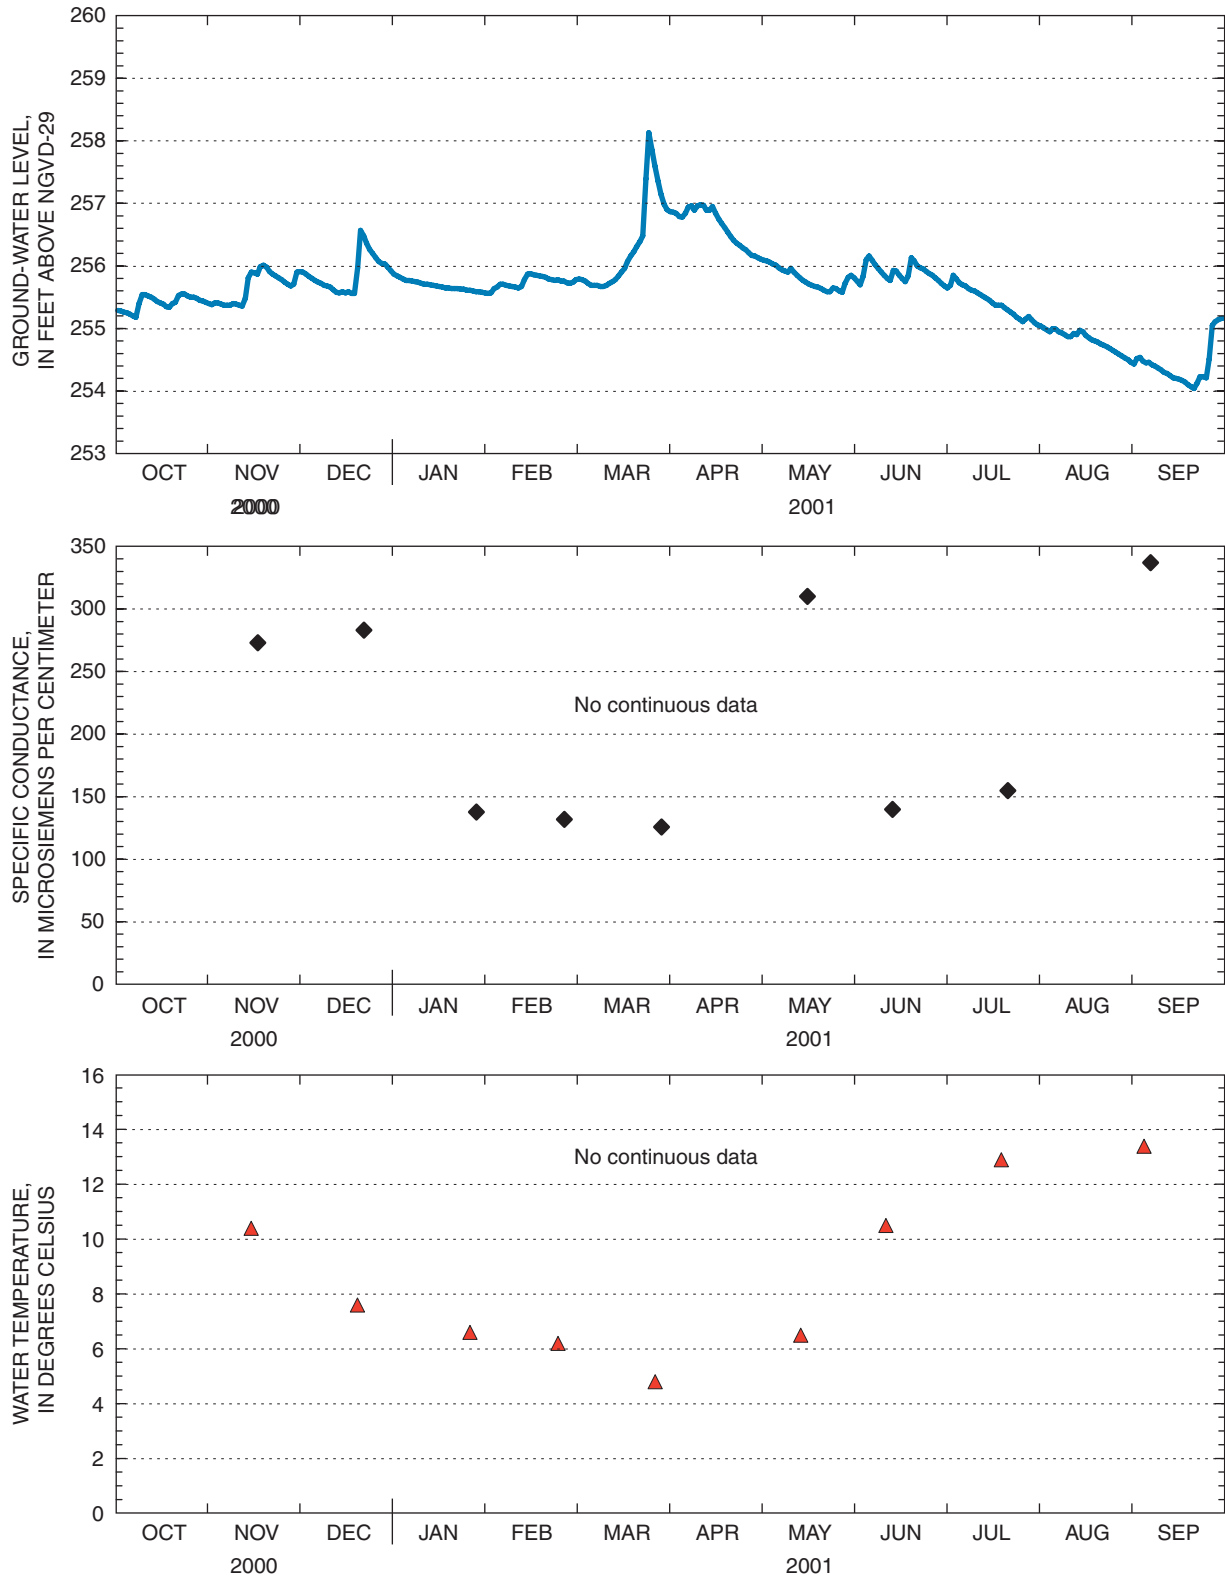 GROUND-WATER LEVEL,
IN FEET ABOVE NGVD-29
260
259
258
257
256
255
254
253
OCT NOV DEC JAN FEB MAR APR MAY JUN JUL AUG SEP
2000 2001
SPECIFIC CONDUCTANCE,
IN MICROSIEMENS PER CENTIMETER
350
300
250
200
150
100
50
0
No continuous data
OCT NOV DEC JAN FEB MAR APR MAY JUN JUL AUG SEP
2000 2001
WATER TEMPERATURE,
IN DEGREES CELSIUS
16
14
12
10
8
6
4
2
0
No continuous data
OCT NOV DEC JAN FEB MAR APR MAY JUN JUL AUG SEP
2000 2001